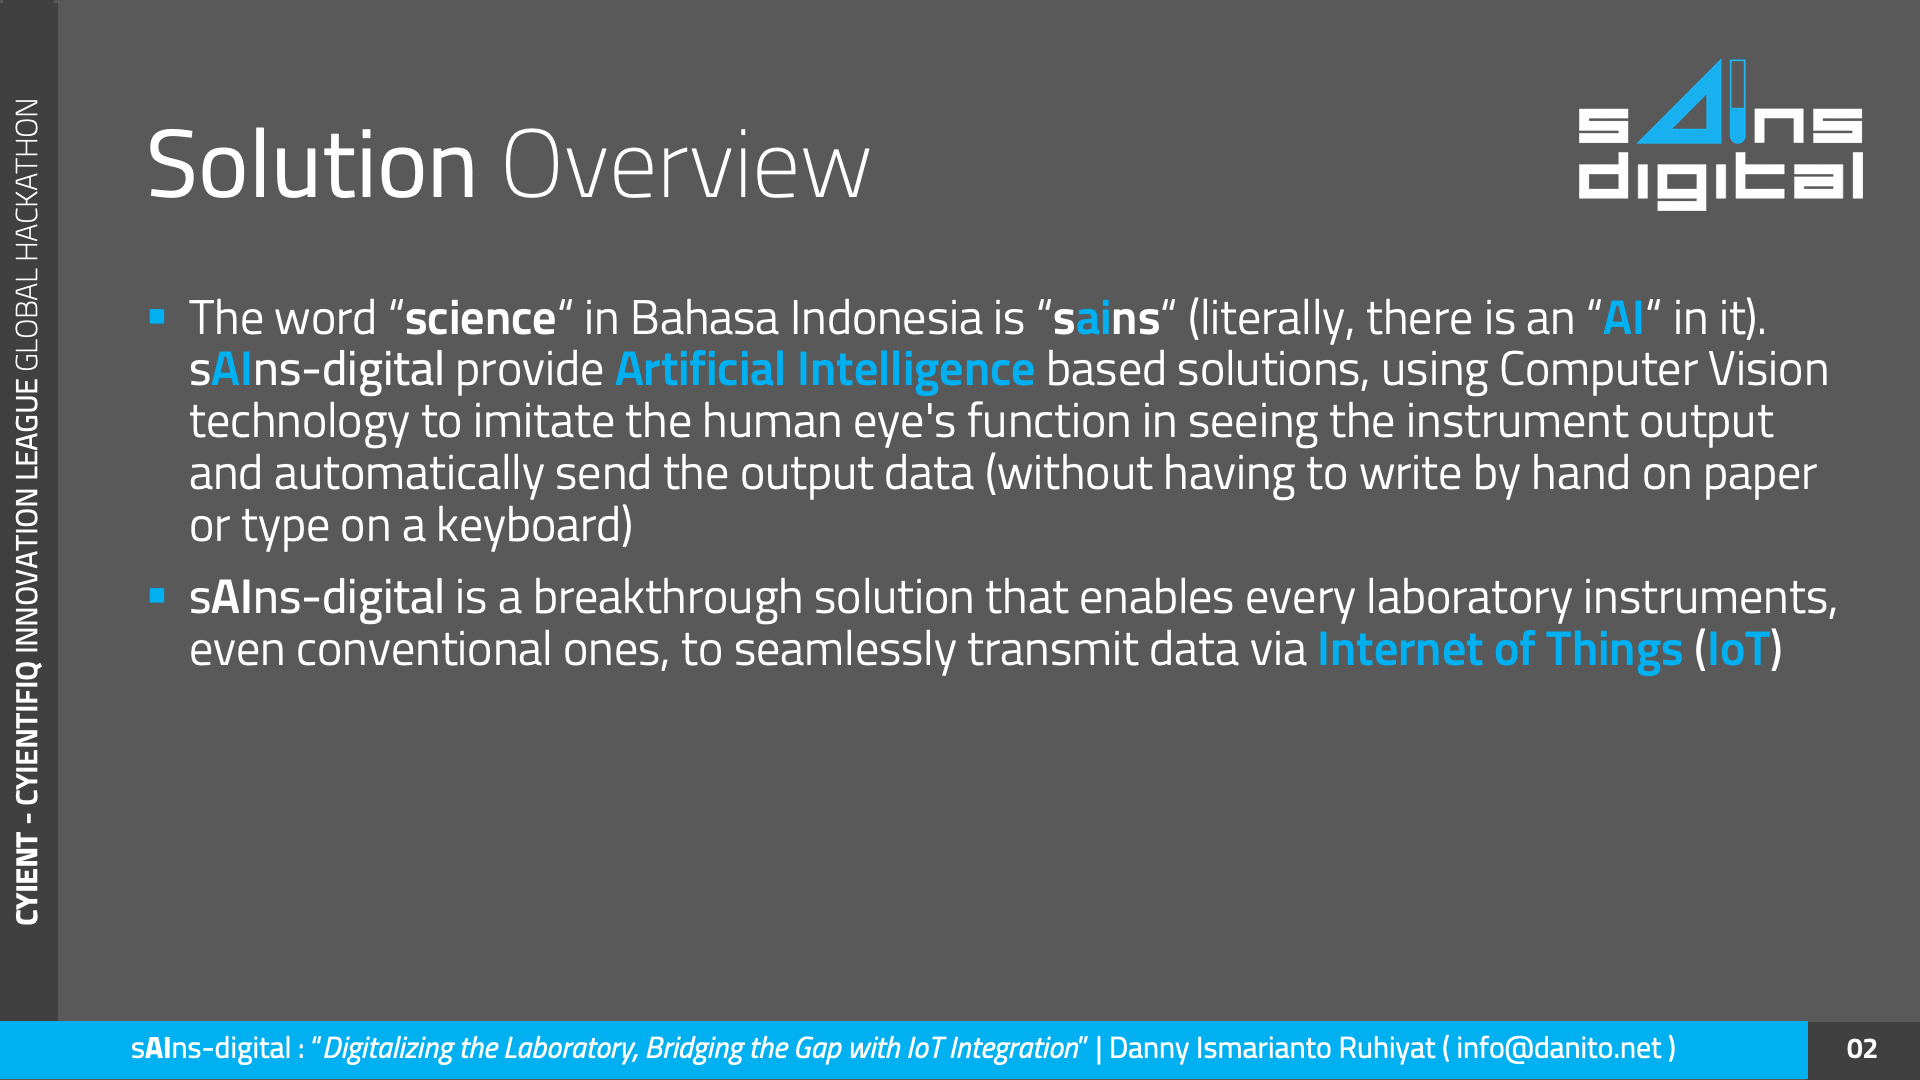 CYIENT - CYIENTIFIQ INNOVATION LEAGUE GLOBAL HACKATHON
Solution Overview
sAIns
digital
▪ The word “science“ in Bahasa Indonesia is “sains“ (literally, there is an “AI“ in it).
sAIns-digital provide Artificial Intelligence based solutions, using Computer Vision
technology to imitate the human eye's function in seeing the instrument output
and automatically send the output data (without having to write by hand on paper
or type on a keyboard)
▪ sAIns-digital is a breakthrough solution that enables every laboratory instruments,
even conventional ones, to seamlessly transmit data via Internet of Things (IoT)
sAIns-digital : “Digitalizing the Laboratory, Bridging the Gap with IoT Integration” | Danny Ismarianto Ruhiyat ( info@danito.net )
02